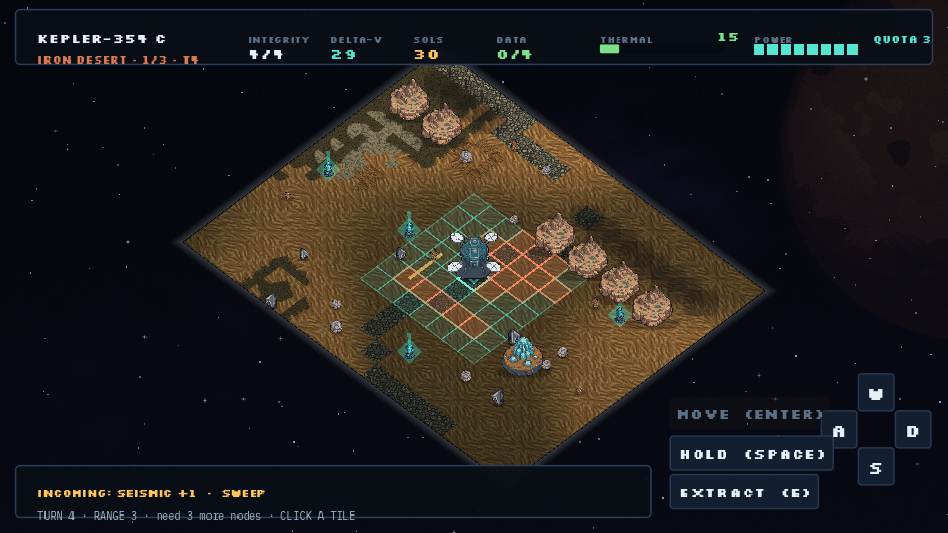 KEPLER-354 C
IRON DESERT · 1/3 · T4
INTEGRITY
4/4
DELTA-V
29
SOLS
30
DATA
0/4
THERMAL
15
POWER
QUOTA 3
MOVE (ENTER)
HOLD (SPACE)
EXTRACT (E)
W
A
D
S
INCOMING: SEISMIC +1 · SWEEP
TURN 4 · RANGE 3 · need 3 more nodes · CLICK A TILE